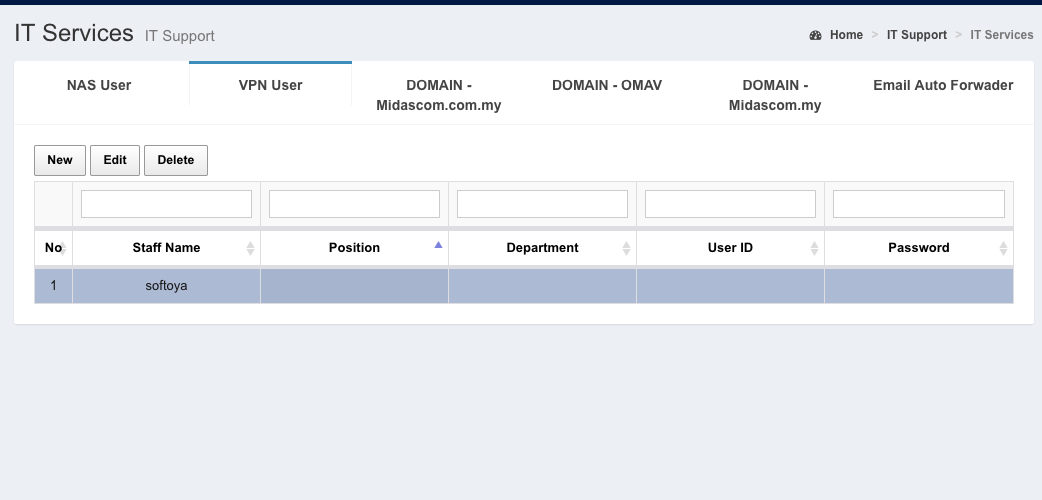 IT Services IT Support
Home > IT Support > IT Services
NAS User
VPN User
DOMAIN -
Midascom.com.my
DOMAIN - OMAV
DOMAIN -
Midascom.my
Email Auto Forwader
New Edit Delete
No Staff Name Position Department User ID Password
1 softoya